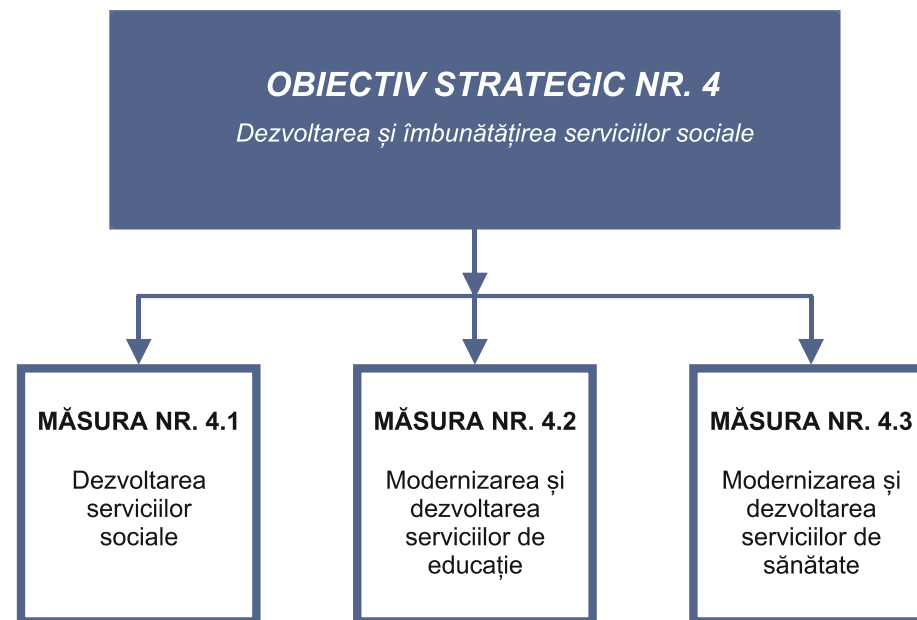 OBIECTIV STRATEGIC NR. 4
Dezvoltarea și îmbunătățirea serviciilor sociale
MĂSURA NR. 4.1
Dezvoltarea
serviciilor
sociale
MĂSURA NR. 4.2
Modernizarea și
dezvoltarea
serviciilor de
educație
MĂSURA NR. 4.3
Modernizarea și
dezvoltarea
serviciilor de
sănătate